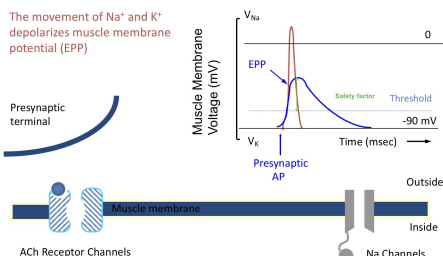 The movement of Na⁺ and K⁺
depolarizes muscle membrane
potential (EPP)
Presynaptic
terminal
Muscle Membrane
Voltage (mV)
V_Na
0
EPP
Safety factor
Threshold
-90 mV
V_K
Time (msec)
Presynaptic
AP
Outside
Muscle membrane
Inside
ACh Receptor Channels
Na Channels